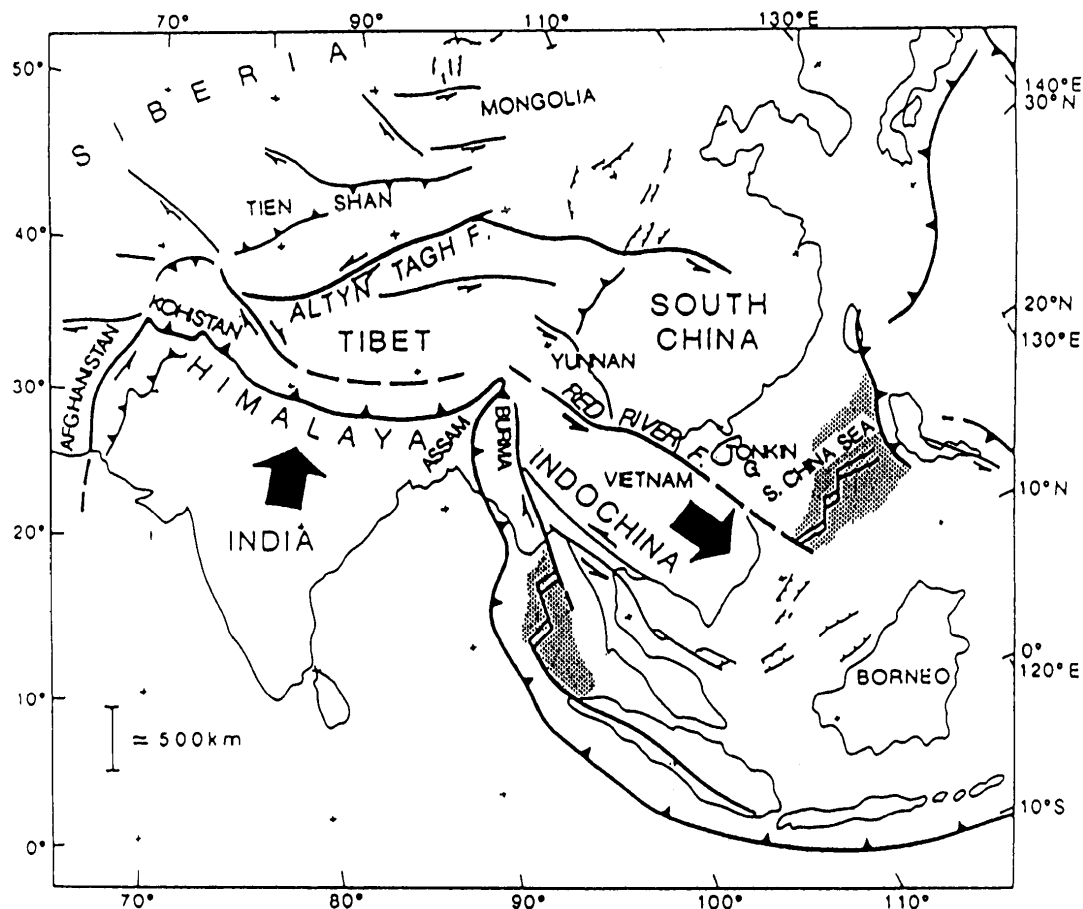 70° 90° 110° 130°E
50°
SIBERIA
MONGOLIA
140°E
30°N
TIEN SHAN
40°
ALTYN TAGH F.
KOHISTAN
SOUTH
CHINA
20°N
130°E
TIBET
YUNNAN
AFGHANISTAN
30°
HIMALAYA
RED RIVER F.
ASSAM
BURMA
TONKIN
G.
S. CHINA SEA
VIETNAM
INDOCHINA
10°N
20°
INDIA
0°
120°E
BORNEO
10°
≃ 500km
10°S
0°
70° 80° 90° 100° 110°